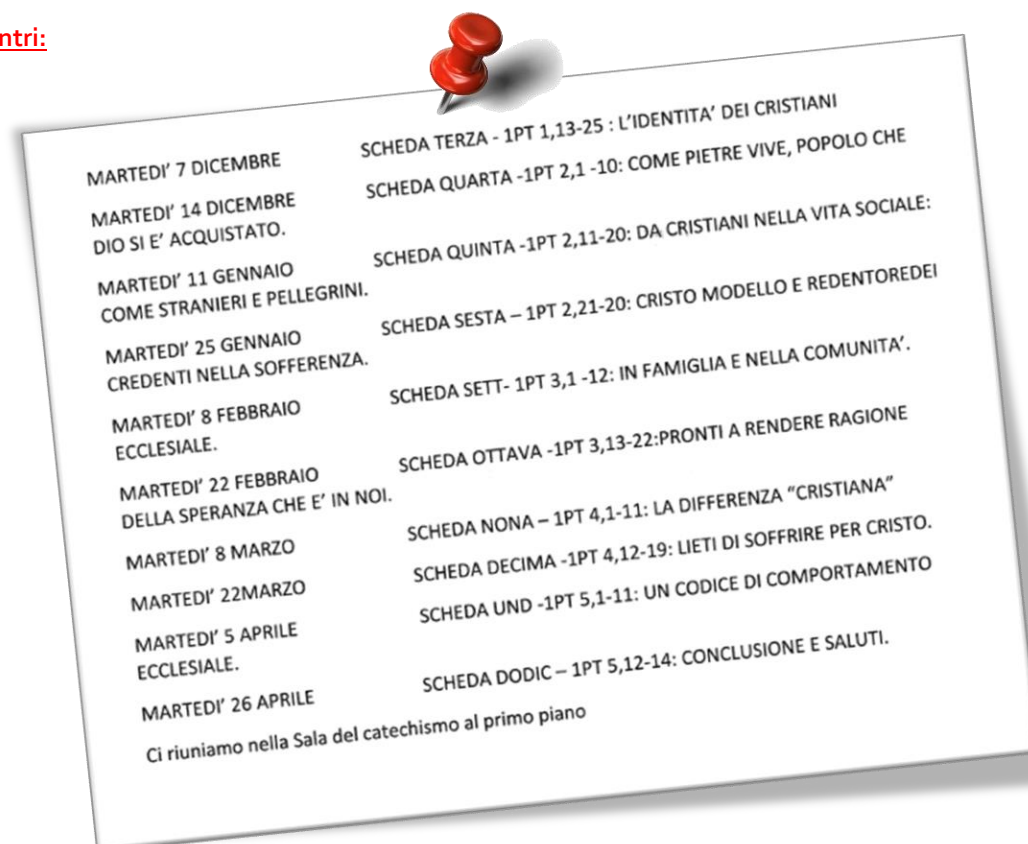 ntri:
MARTEDI’ 7 DICEMBRE SCHEDA TERZA - 1PT 1,13-25 : L’IDENTITA’ DEI CRISTIANI
MARTEDI’ 14 DICEMBRE SCHEDA QUARTA -1PT 2,1 -10: COME PIETRE VIVE, POPOLO CHE
DIO SI E’ ACQUISTATO.
MARTEDI’ 11 GENNAIO SCHEDA QUINTA -1PT 2,11-20: DA CRISTIANI NELLA VITA SOCIALE:
COME STRANIERI E PELLEGRINI.
MARTEDI’ 25 GENNAIO SCHEDA SESTA – 1PT 2,21-20: CRISTO MODELLO E REDENTOREDEI
CREDENTI NELLA SOFFERENZA.
MARTEDI’ 8 FEBBRAIO SCHEDA SETT- 1PT 3,1 -12: IN FAMIGLIA E NELLA COMUNITA’.
ECCLESIALE.
MARTEDI’ 22 FEBBRAIO SCHEDA OTTAVA -1PT 3,13-22:PRONTI A RENDERE RAGIONE
DELLA SPERANZA CHE E’ IN NOI.
MARTEDI’ 8 MARZO SCHEDA NONA – 1PT 4,1-11: LA DIFFERENZA “CRISTIANA”
MARTEDI’ 22MARZO SCHEDA DECIMA -1PT 4,12-19: LIETI DI SOFFRIRE PER CRISTO.
MARTEDI’ 5 APRILE SCHEDA UND -1PT 5,1-11: UN CODICE DI COMPORTAMENTO
ECCLESIALE.
MARTEDI’ 26 APRILE SCHEDA DODIC – 1PT 5,12-14: CONCLUSIONE E SALUTI.
Ci riuniamo nella Sala del catechismo al primo piano